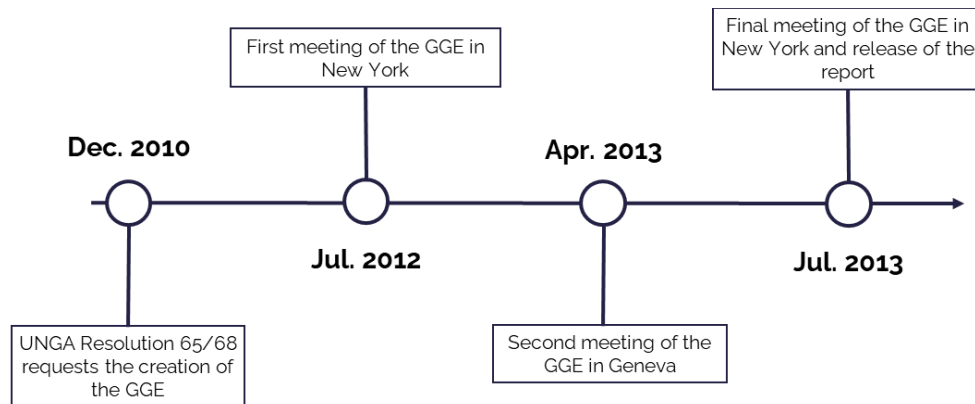 First meeting of the GGE in
New York
Final meeting of the GGE in
New York and release of the
report
Dec. 2010
Apr. 2013
Jul. 2012
Jul. 2013
UNGA Resolution 65/68
requests the creation of
the GGE
Second meeting of the
GGE in Geneva